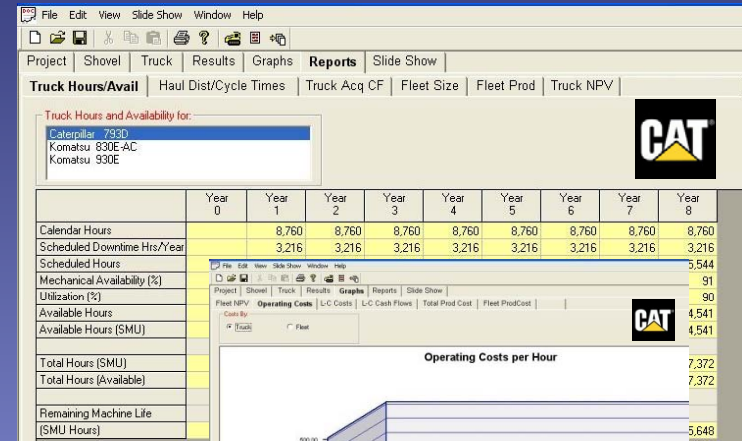 File Edit View Slide Show Window Help
Project Shovel Truck Results Graphs Reports Slide Show
Truck Hours/Avail Haul Dist/Cycle Times Truck Acq CF Fleet Size Fleet Prod Truck NPV
Truck Hours and Availability for:
Caterpillar 793D
Komatsu 830E-AC
Komatsu 930E
CAT
Year Year Year Year Year Year Year Year Year
0 1 2 3 4 5 6 7 8
Calendar Hours 8,760 8,760 8,760 8,760 8,760 8,760 8,760 8,760
Scheduled Downtime Hrs/Year 3,216 3,216 3,216 3,216 3,216 3,216 3,216 3,216
Scheduled Hours 5,544
Mechanical Availability (%) 91
Utilization (%) 90
Available Hours 4,541
Available Hours (SMU) 4,541
Total Hours (SMU) 7,372
Total Hours (Available) 7,372
Remaining Machine Life
(SMU Hours) 5,648
File Edit View Slide Show Window Help
Project Shovel Truck Results Graphs Reports Slide Show
Fleet NPV Operating Costs L-C Costs L-C Cash Flows Total Prod Cost Fleet ProdCost
Costs By:
Truck Fleet
CAT
Operating Costs per Hour
500.00